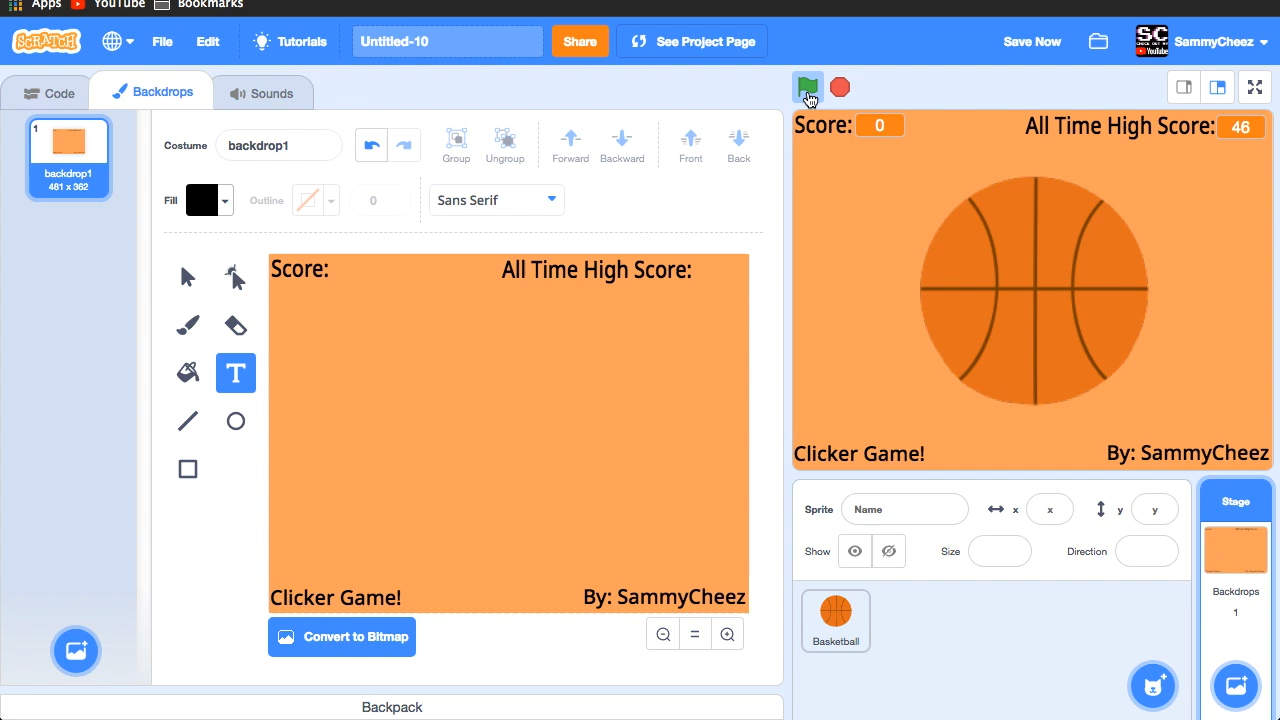 Apps YouTube Bookmarks
SCRATCH File Edit Tutorials Untitled-10 Share See Project Page Save Now SammyCheez
Code Backdrops Sounds
1
backdrop1
481 x 362
Costume backdrop1 Group Ungroup Forward Backward Front Back
Fill Outline 0 Sans Serif
T
Score: All Time High Score:
Clicker Game! By: SammyCheez
Convert to Bitmap
Backpack
Score: 0 All Time High Score: 46
Clicker Game! By: SammyCheez
Sprite Name x x y y
Show Size Direction
Basketball
Stage
Backdrops
1